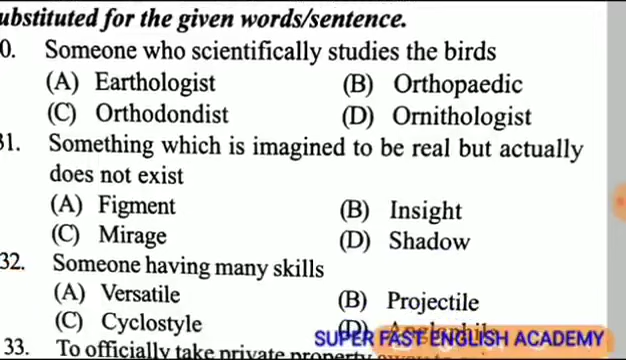 ubstituted for the given words/sentence.
0. Someone who scientifically studies the birds
(A) Earthologist (B) Orthopaedic
(C) Orthodondist (D) Ornithologist
31. Something which is imagined to be real but actually
does not exist
(A) Figment (B) Insight
(C) Mirage (D) Shadow
32. Someone having many skills
(A) Versatile (B) Projectile
(C) Cyclostyle (D)
SUPER FAST ENGLISH ACADEMY
33. To officially take private property